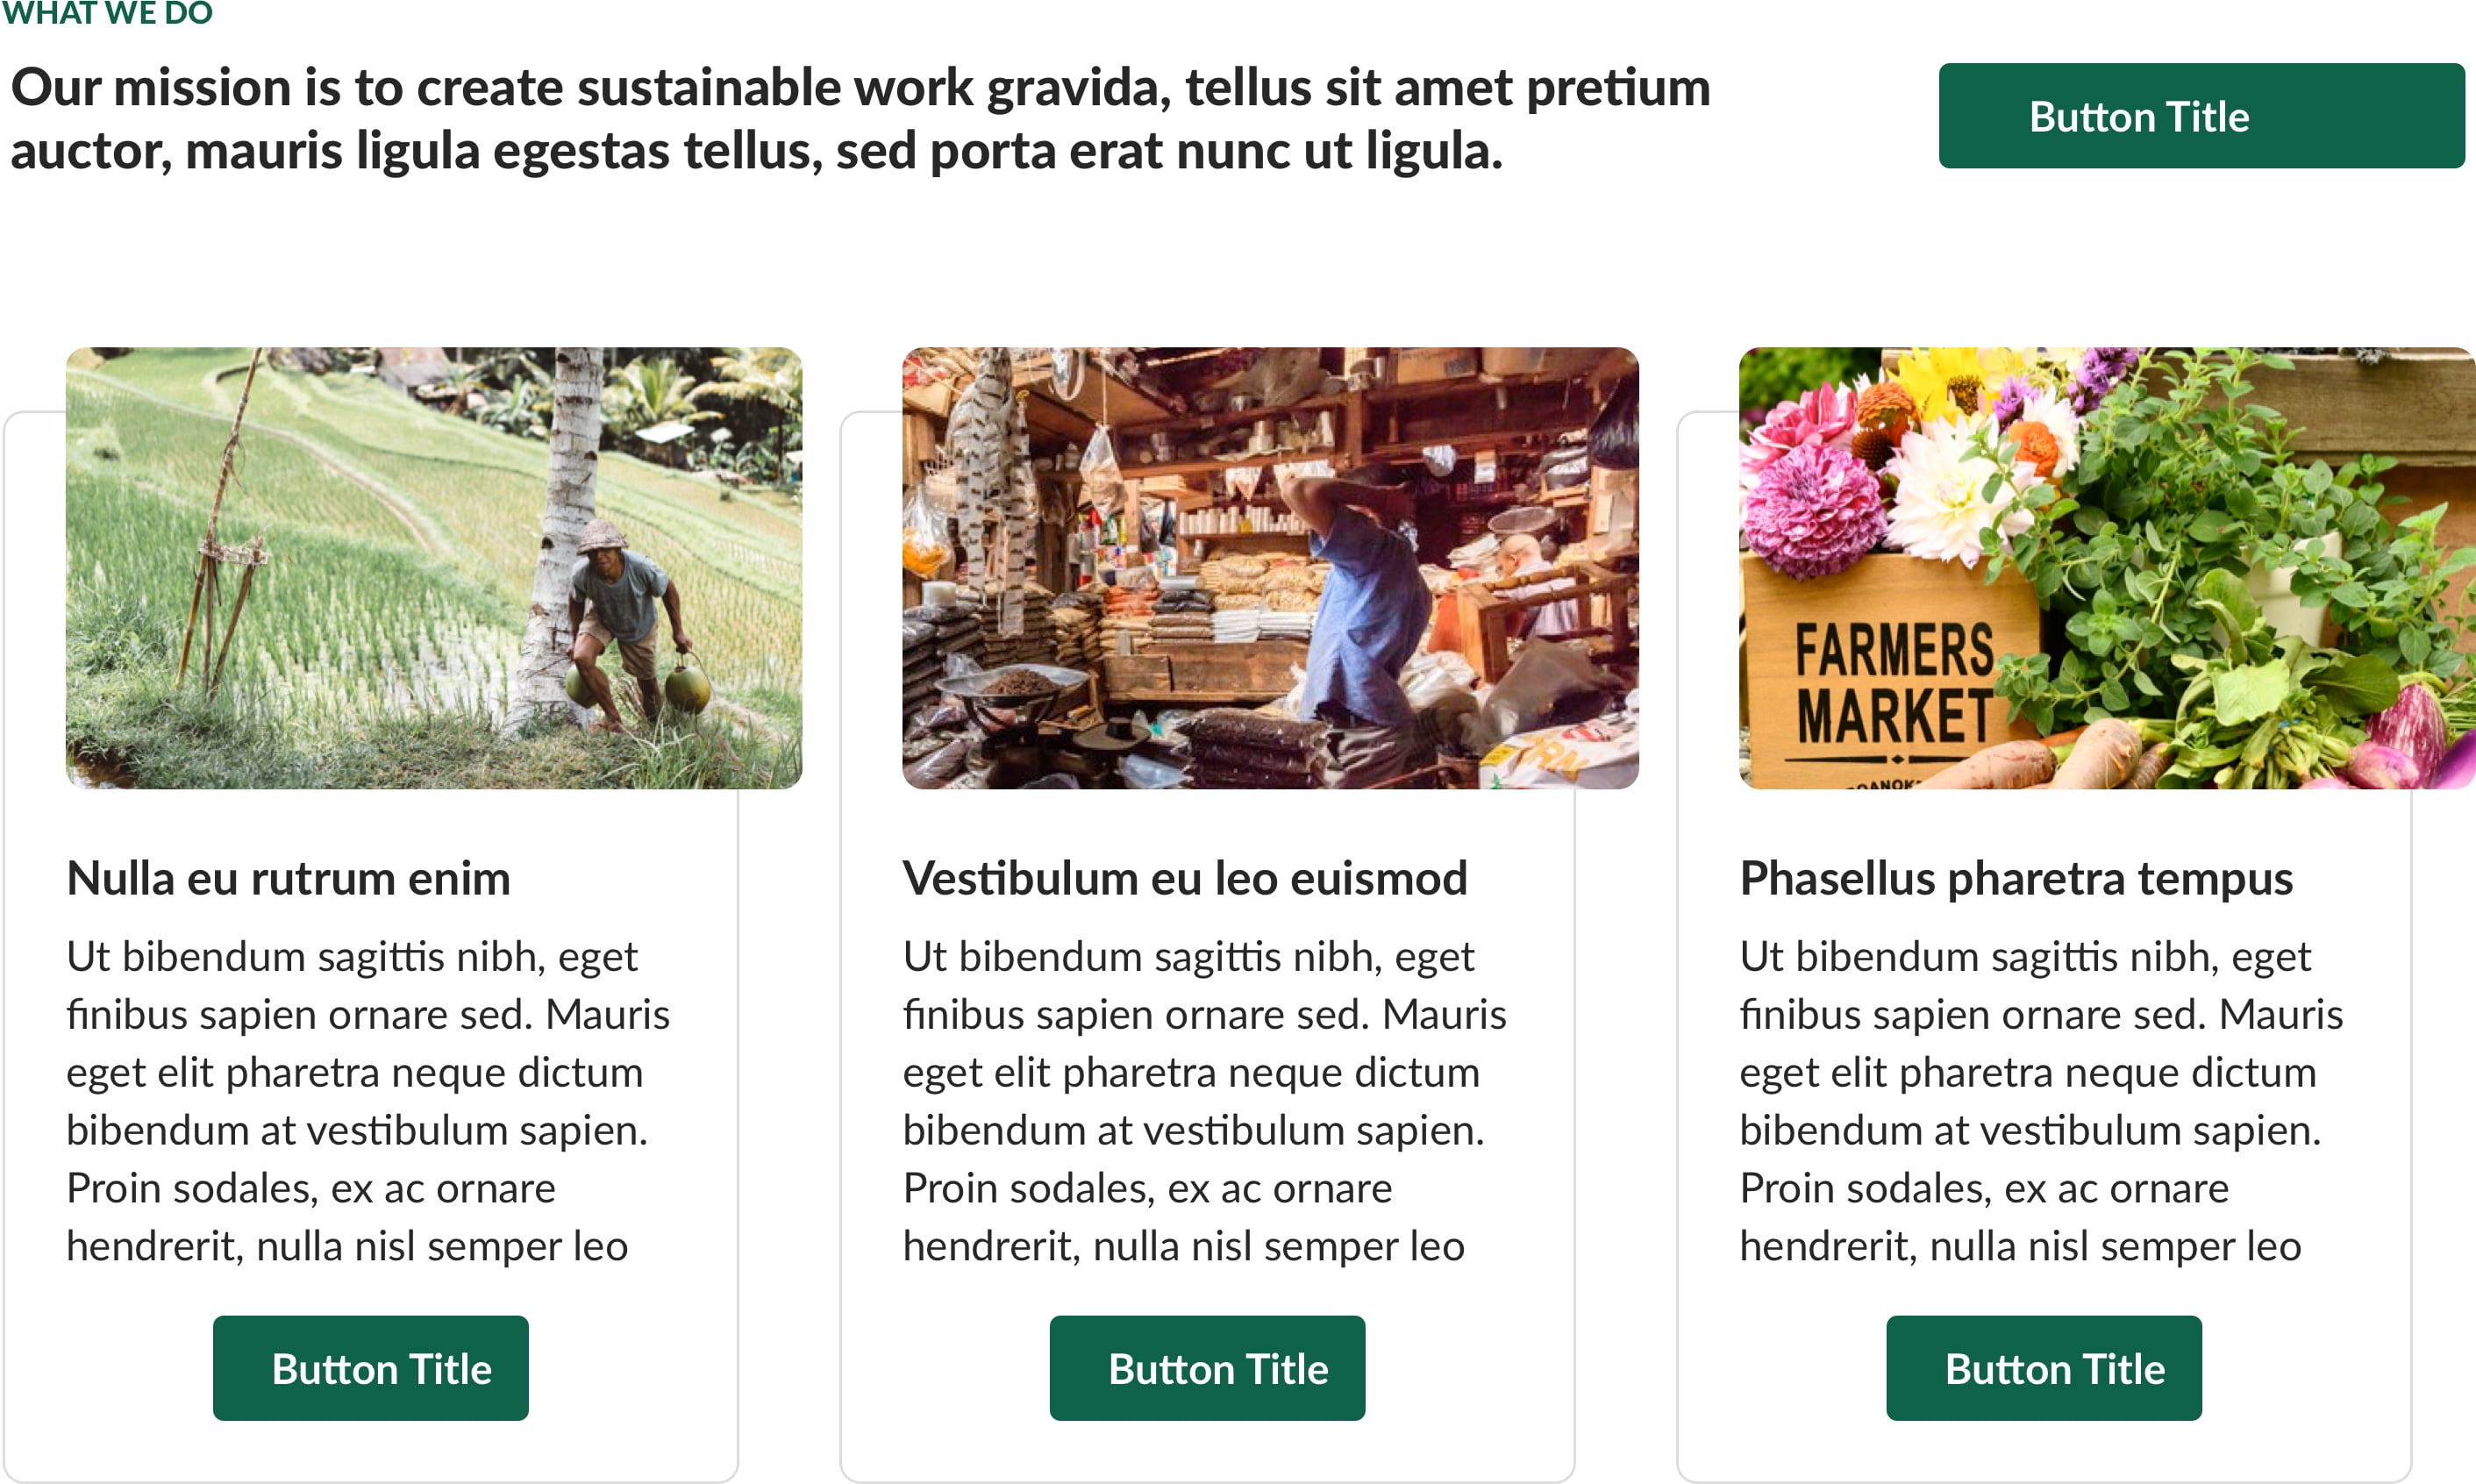 WHAT WE DO
Our mission is to create sustainable work gravida, tellus sit amet pretium
auctor, mauris ligula egestas tellus, sed porta erat nunc ut ligula.
Button Title
FARMERS
MARKET
Nulla eu rutrum enim
Ut bibendum sagittis nibh, eget
finibus sapien ornare sed. Mauris
eget elit pharetra neque dictum
bibendum at vestibulum sapien.
Proin sodales, ex ac ornare
hendrerit, nulla nisl semper leo
Button Title
Vestibulum eu leo euismod
Ut bibendum sagittis nibh, eget
finibus sapien ornare sed. Mauris
eget elit pharetra neque dictum
bibendum at vestibulum sapien.
Proin sodales, ex ac ornare
hendrerit, nulla nisl semper leo
Button Title
Phasellus pharetra tempus
Ut bibendum sagittis nibh, eget
finibus sapien ornare sed. Mauris
eget elit pharetra neque dictum
bibendum at vestibulum sapien.
Proin sodales, ex ac ornare
hendrerit, nulla nisl semper leo
Button Title